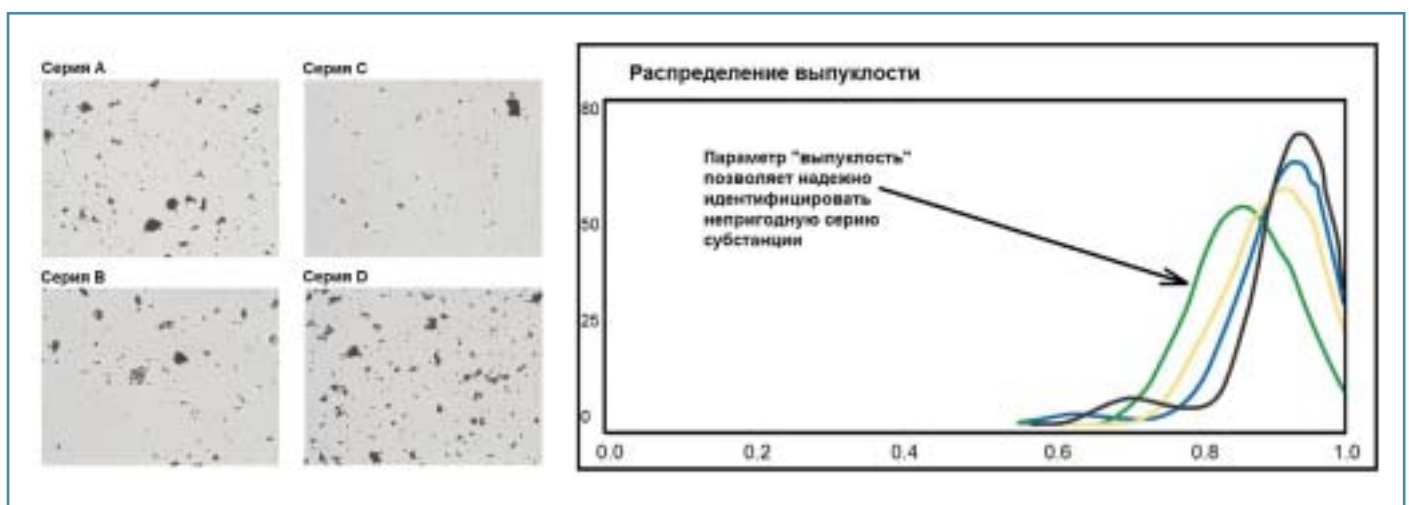 Серия A
Серия C
Серия B
Серия D
Распределение выпуклости
80
50
25
0
Параметр "выпуклость"
позволяет надежно
идентифицировать
непригодную серию
субстанции
0.0 0.2 0.4 0.6 0.8 1.0